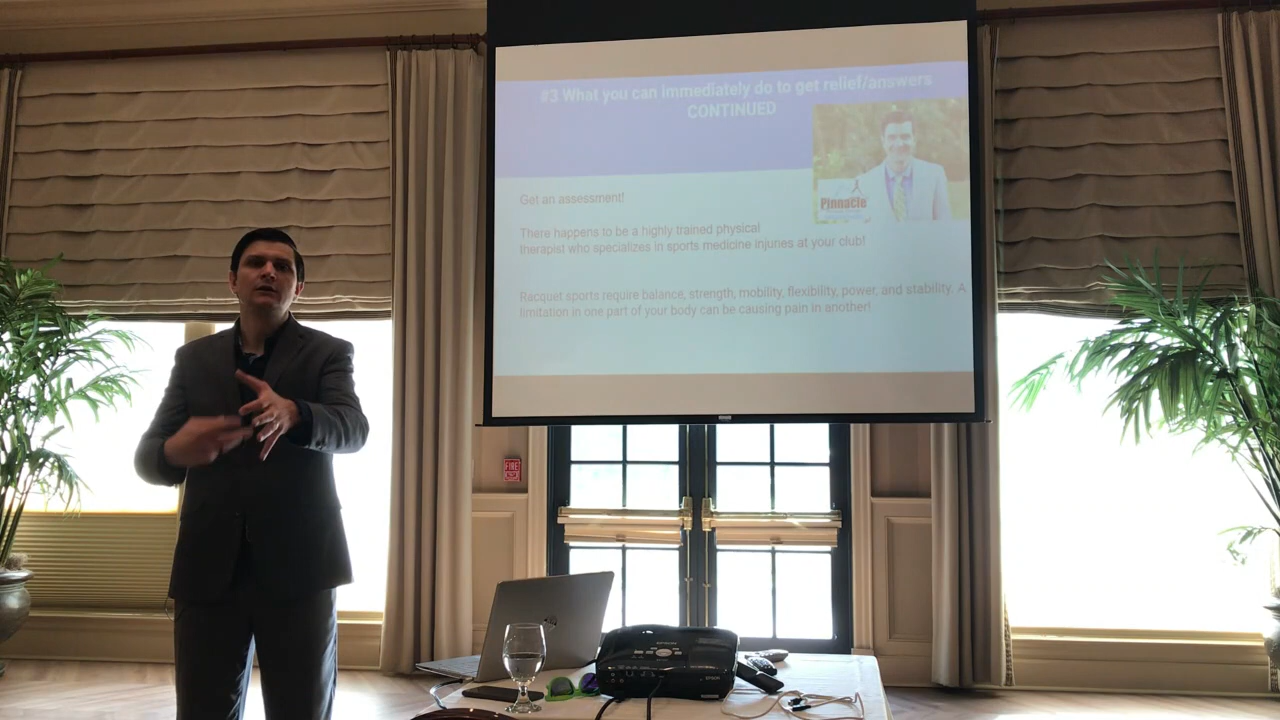 #3 What you can immediately do to get relief/answers
CONTINUED
Pinnacle
Get an assessment!
There happens to be a highly trained physical
therapist who specializes in sports medicine injuries at your club!
Racquet sports require balance, strength, mobility, flexibility, power, and stability. A
limitation in one part of your body can be causing pain in another!
FIRE
EPSON